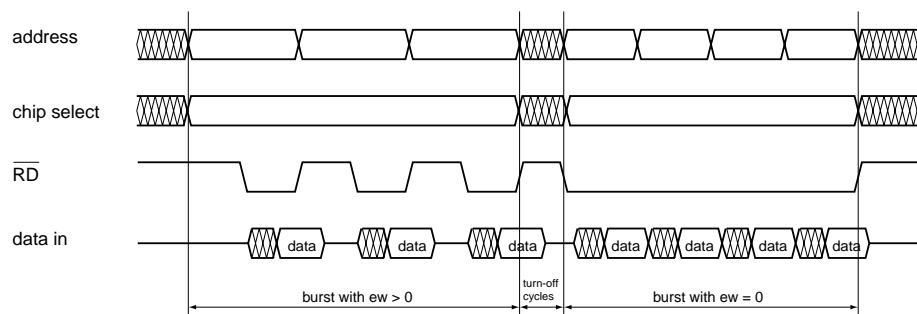 address
chip select
RD
data in
data data data data data data data
turn-off
cycles
burst with ew > 0
burst with ew = 0